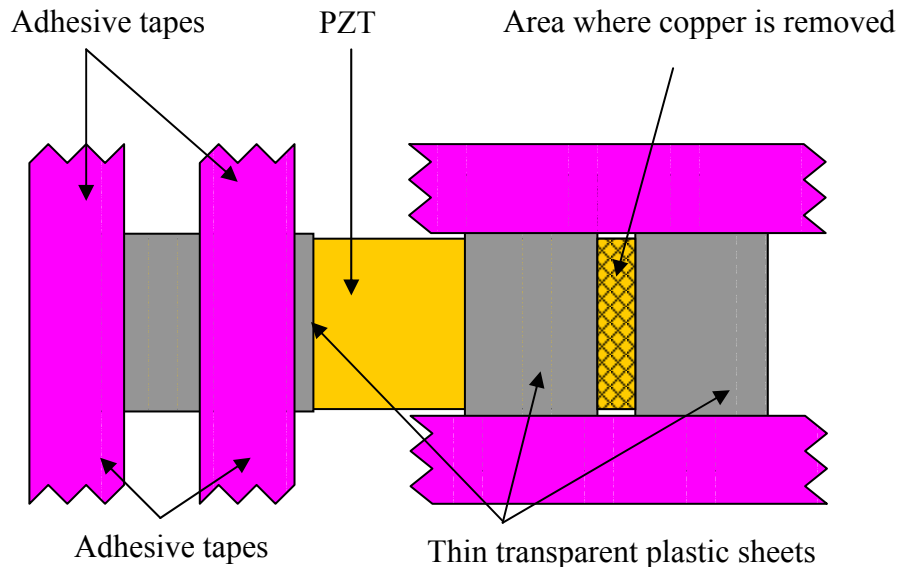 Adhesive tapes
PZT
Area where copper is removed
Adhesive tapes
Thin transparent plastic sheets